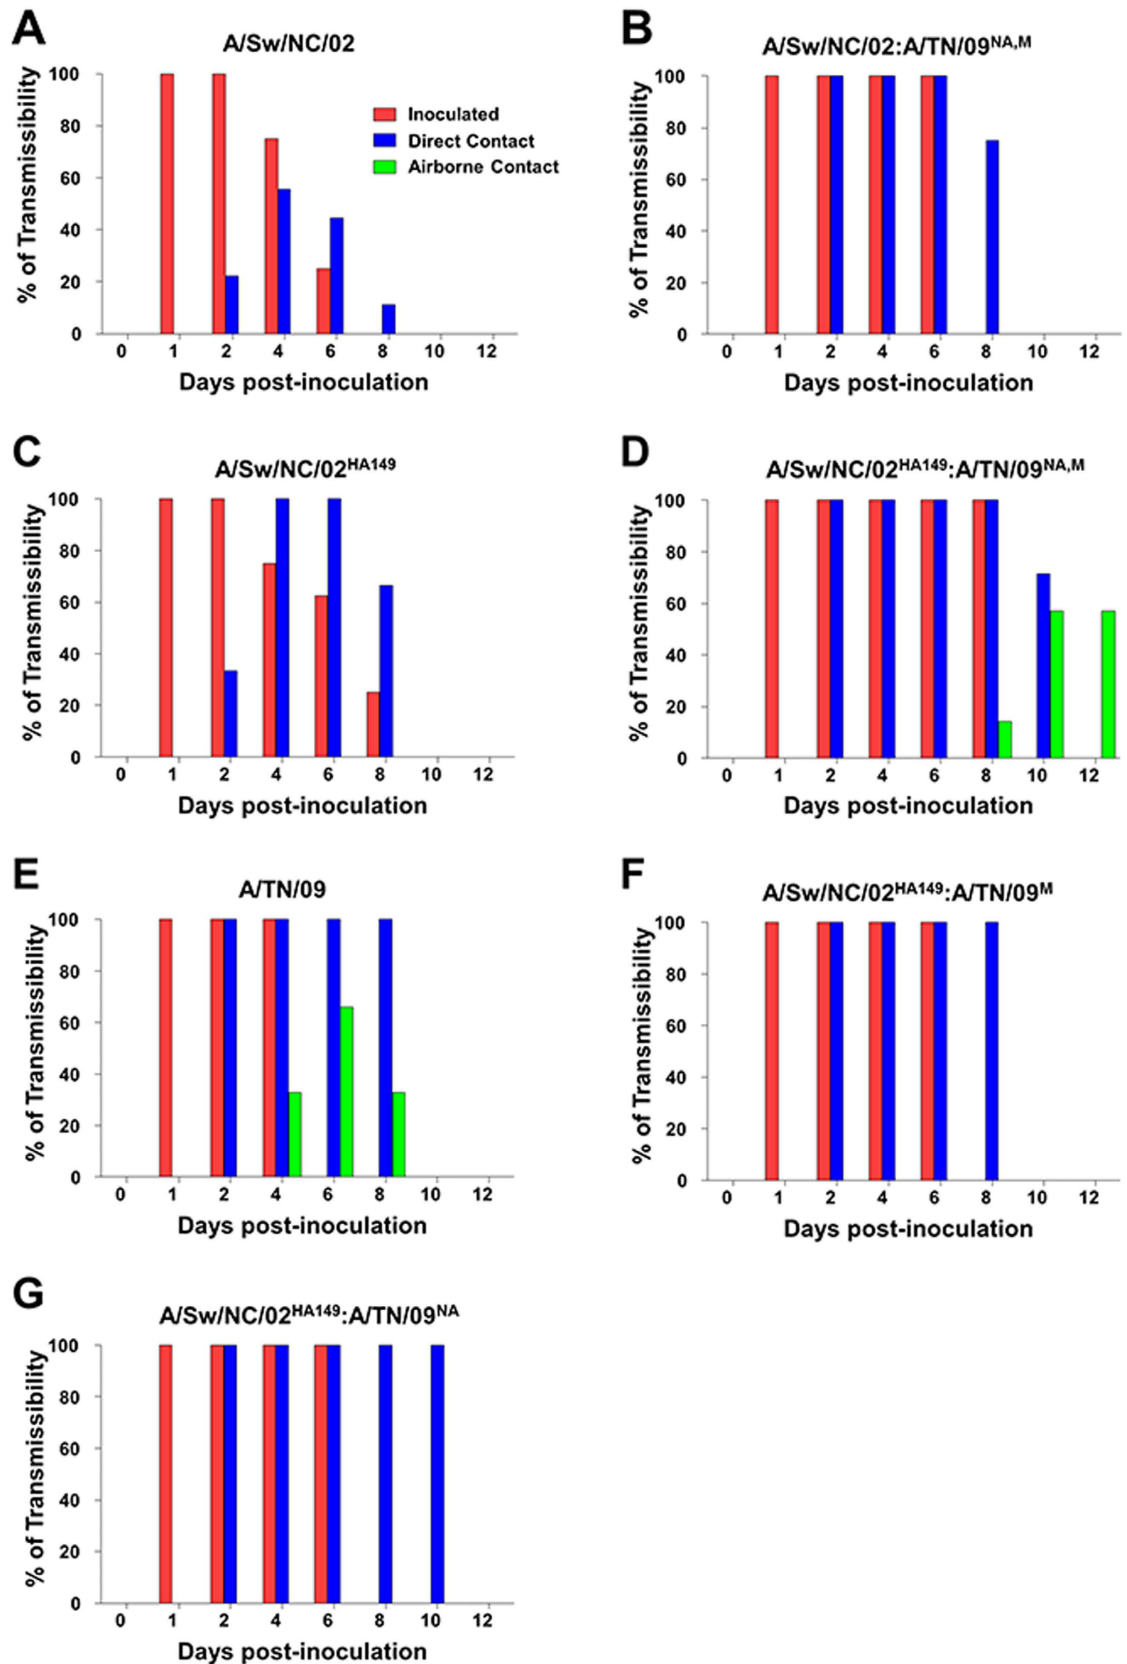 A
A/Sw/NC/02
% of Transmissibility
100
80
60
40
20
0
Inoculated
Direct Contact
Airborne Contact
0 1 2 4 6 8 10 12
Days post-inoculation
B
A/Sw/NC/02:A/TN/09NA,M
% of Transmissibility
100
80
60
40
20
0
0 1 2 4 6 8 10 12
Days post-inoculation
C
A/Sw/NC/02HA149
% of Transmissibility
100
80
60
40
20
0
0 1 2 4 6 8 10 12
Days post-inoculation
D
A/Sw/NC/02HA149:A/TN/09NA,M
% of Transmissibility
100
80
60
40
20
0
0 1 2 4 6 8 10 12
Days post-inoculation
E
A/TN/09
% of Transmissibility
100
80
60
40
20
0
0 1 2 4 6 8 10 12
Days post-inoculation
F
A/Sw/NC/02HA149:A/TN/09M
% of Transmissibility
100
80
60
40
20
0
0 1 2 4 6 8 10 12
Days post-inoculation
G
A/Sw/NC/02HA149:A/TN/09NA
% of Transmissibility
100
80
60
40
20
0
0 1 2 4 6 8 10 12
Days post-inoculation